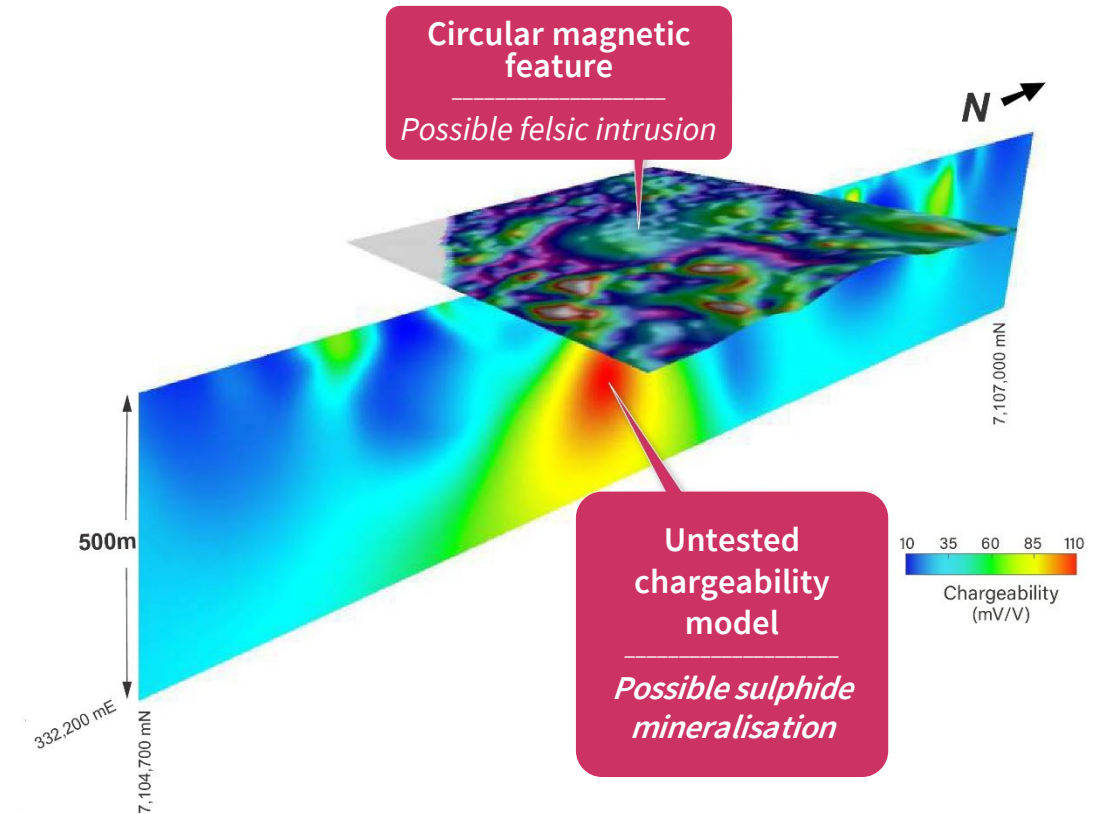 Circular magnetic
feature
Possible felsic intrusion
N
7,107,000 mN
500m
Untested
chargeability
model
Possible sulphide
mineralisation
10 35 60 85 110
Chargeability
(mV/V)
332,200 mE
7,104,700 mN